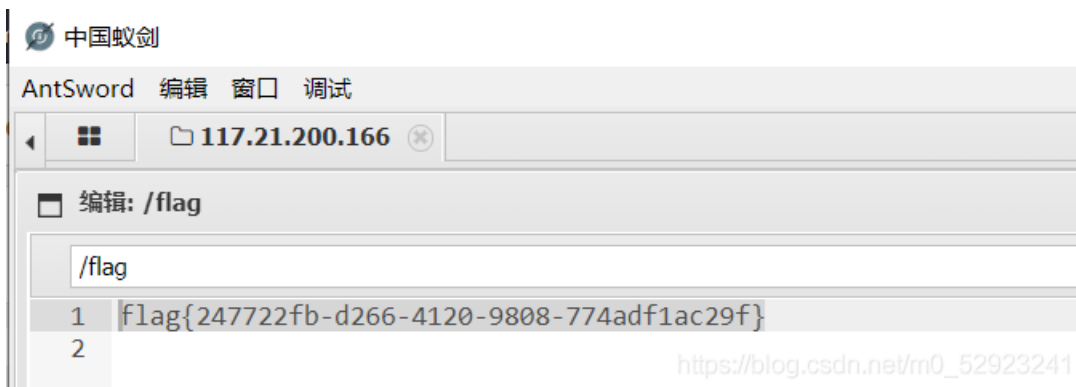 中国蚁剑
AntSword 编辑 窗口 调试
117.21.200.166
编辑: /flag
/flag
1 flag{247722fb-d266-4120-9808-774adf1ac29f}
2
https://blog.csdn.net/m0_52923241